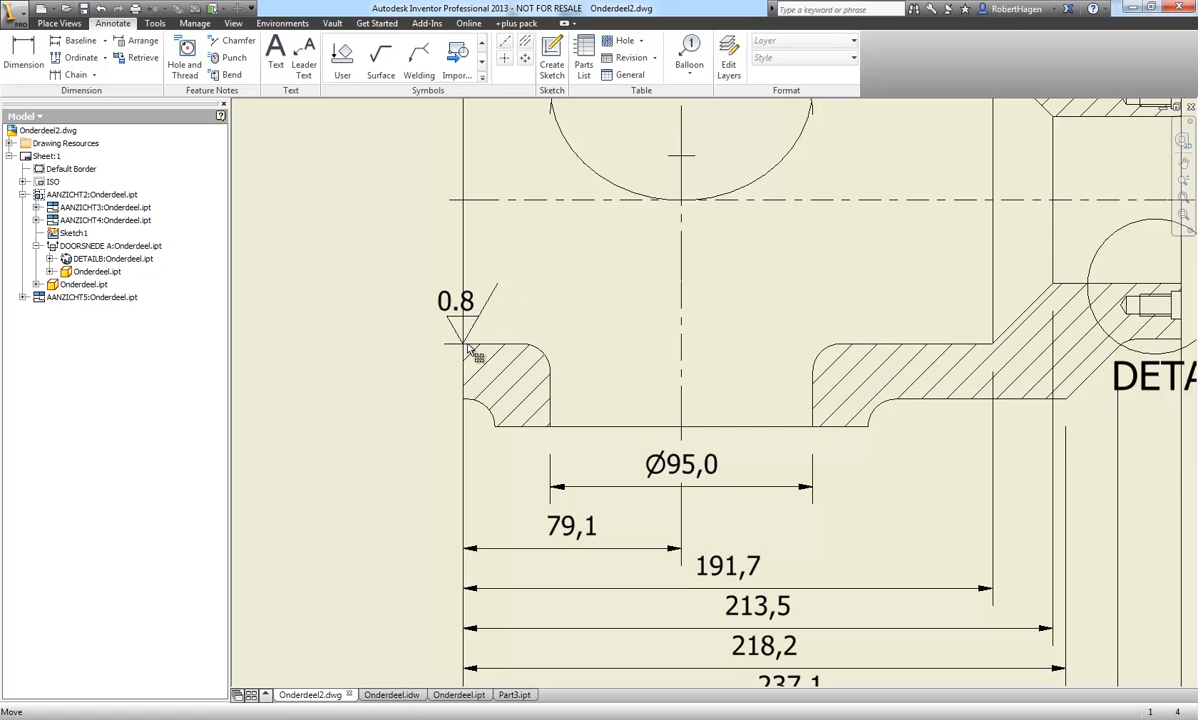 Autodesk Inventor Professional 2013 - NOT FOR RESALE Onderdeel2.dwg
Type a keyword or phrase
RobertHagen
PRO
Place Views Annotate Tools Manage View Environments Vault Get Started Add-Ins Online +plus pack
Dimension
Baseline
Ordinate
Chain
Arrange
Retrieve
Dimension
Hole and Thread
Chamfer
Punch
Bend
Feature Notes
Text
Leader Text
Text
User
Surface
Welding
Impor...
Symbols
Create Sketch
Sketch
Parts List
Hole
Revision
General
Table
Balloon
Edit Layers
Layer
Style
Format
Model
Onderdeel2.dwg
Drawing Resources
Sheet:1
Default Border
ISO
AANZICHT2:Onderdeel.ipt
AANZICHT3:Onderdeel.ipt
AANZICHT4:Onderdeel.ipt
Sketch1
DOORSNEDE A:Onderdeel.ipt
DETAILB:Onderdeel.ipt
Onderdeel.ipt
Onderdeel.ipt
AANZICHT5:Onderdeel.ipt
0.8
DETA
Ø95,0
79,1
191,7
213,5
218,2
237,1
Onderdeel2.dwg Onderdeel.idw Onderdeel.ipt Part3.ipt
Move
1 4